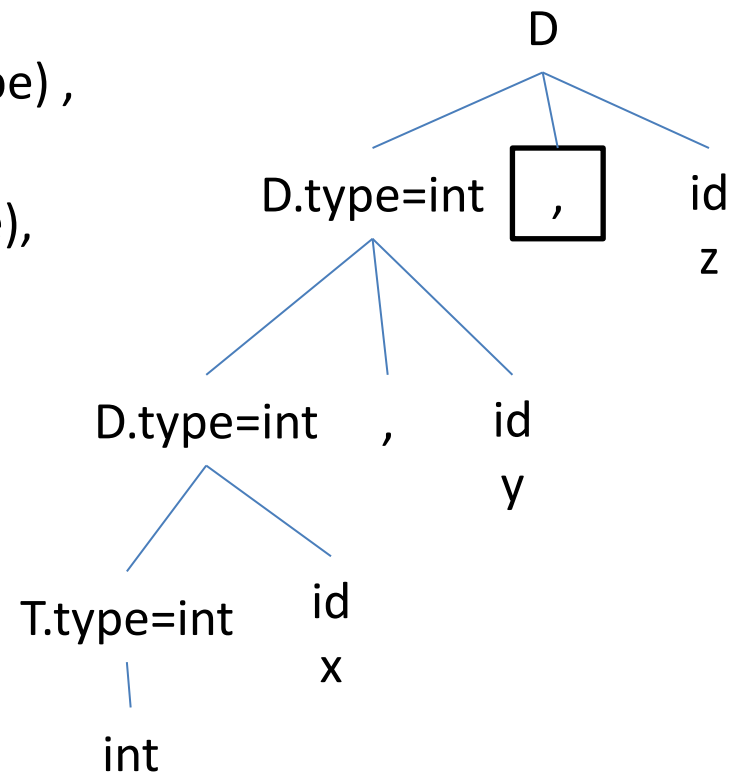 D
pe) ,
D.type=int , id
z
),
D.type=int , id
y
T.type=int id
x
int